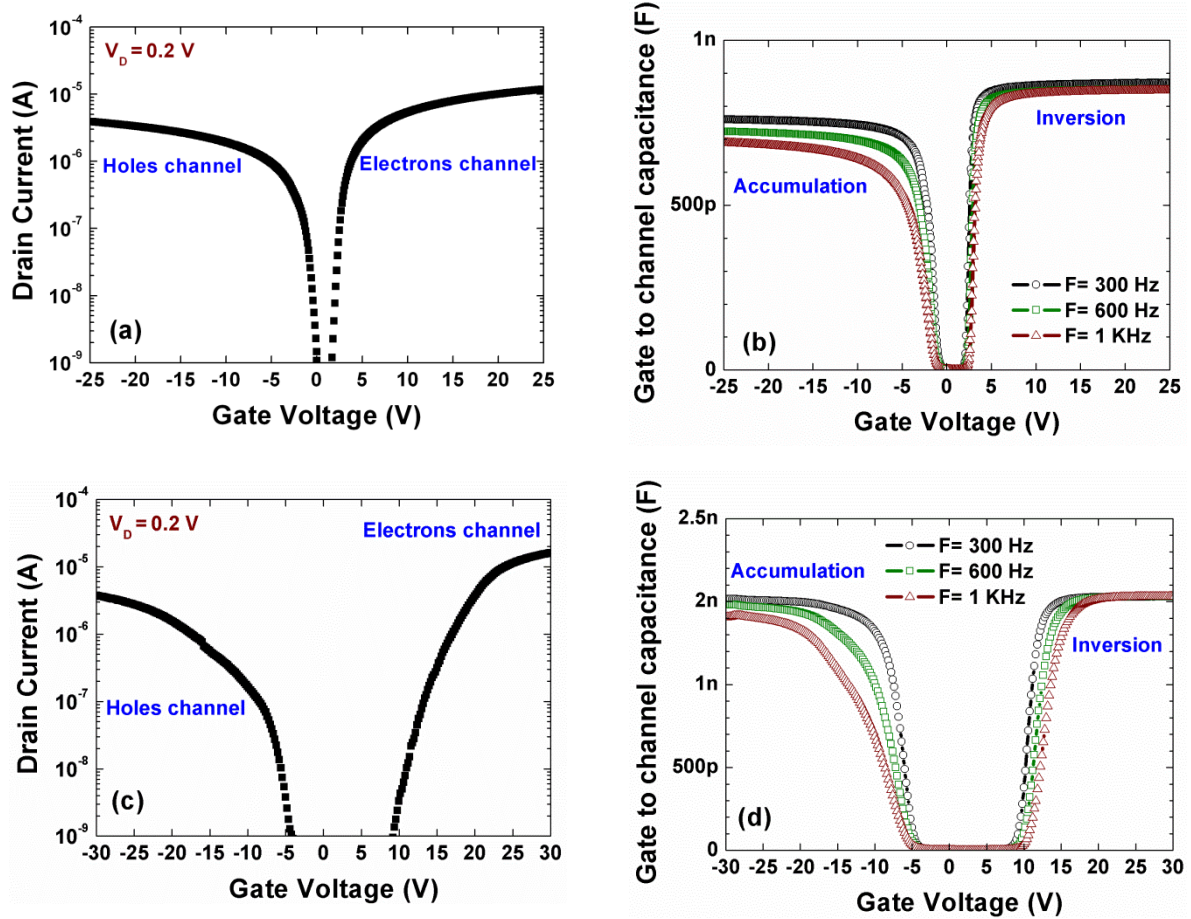 10⁻⁴
10⁻⁵
10⁻⁶
10⁻⁷
10⁻⁸
10⁻⁹
Drain Current (A)
V_D = 0.2 V
Holes channel
Electrons channel
(a)
-25 -20 -15 -10 -5 0 5 10 15 20 25
Gate Voltage (V)
1n
500p
0
Gate to channel capacitance (F)
Inversion
Accumulation
F= 300 Hz
F= 600 Hz
F= 1 KHz
(b)
-25 -20 -15 -10 -5 0 5 10 15 20 25
Gate Voltage (V)
10⁻⁴
10⁻⁵
10⁻⁶
10⁻⁷
10⁻⁸
10⁻⁹
Drain Current (A)
V_D = 0.2 V
Electrons channel
Holes channel
(c)
-30 -25 -20 -15 -10 -5 0 5 10 15 20 25 30
Gate Voltage (V)
2.5n
2n
1n
500p
0
Gate to channel capacitance (F)
F= 300 Hz
F= 600 Hz
F= 1 KHz
Accumulation
Inversion
(d)
-30 -25 -20 -15 -10 -5 0 5 10 15 20 25 30
Gate Voltage (V)